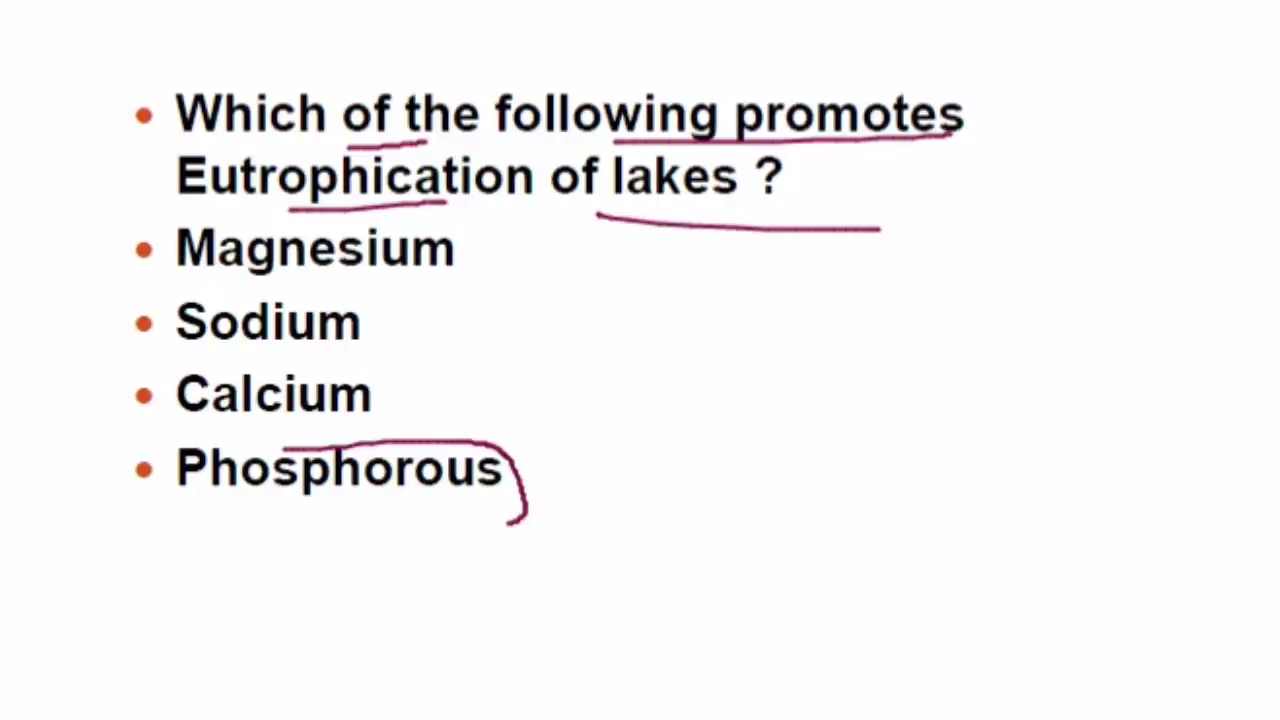 • Which of the following promotes
Eutrophication of lakes ?
• Magnesium
• Sodium
• Calcium
• Phosphorous